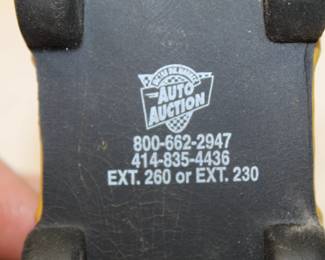 AUTO
AUCTION
800-662-2947
414-835-4436
EXT. 260 or EXT. 230